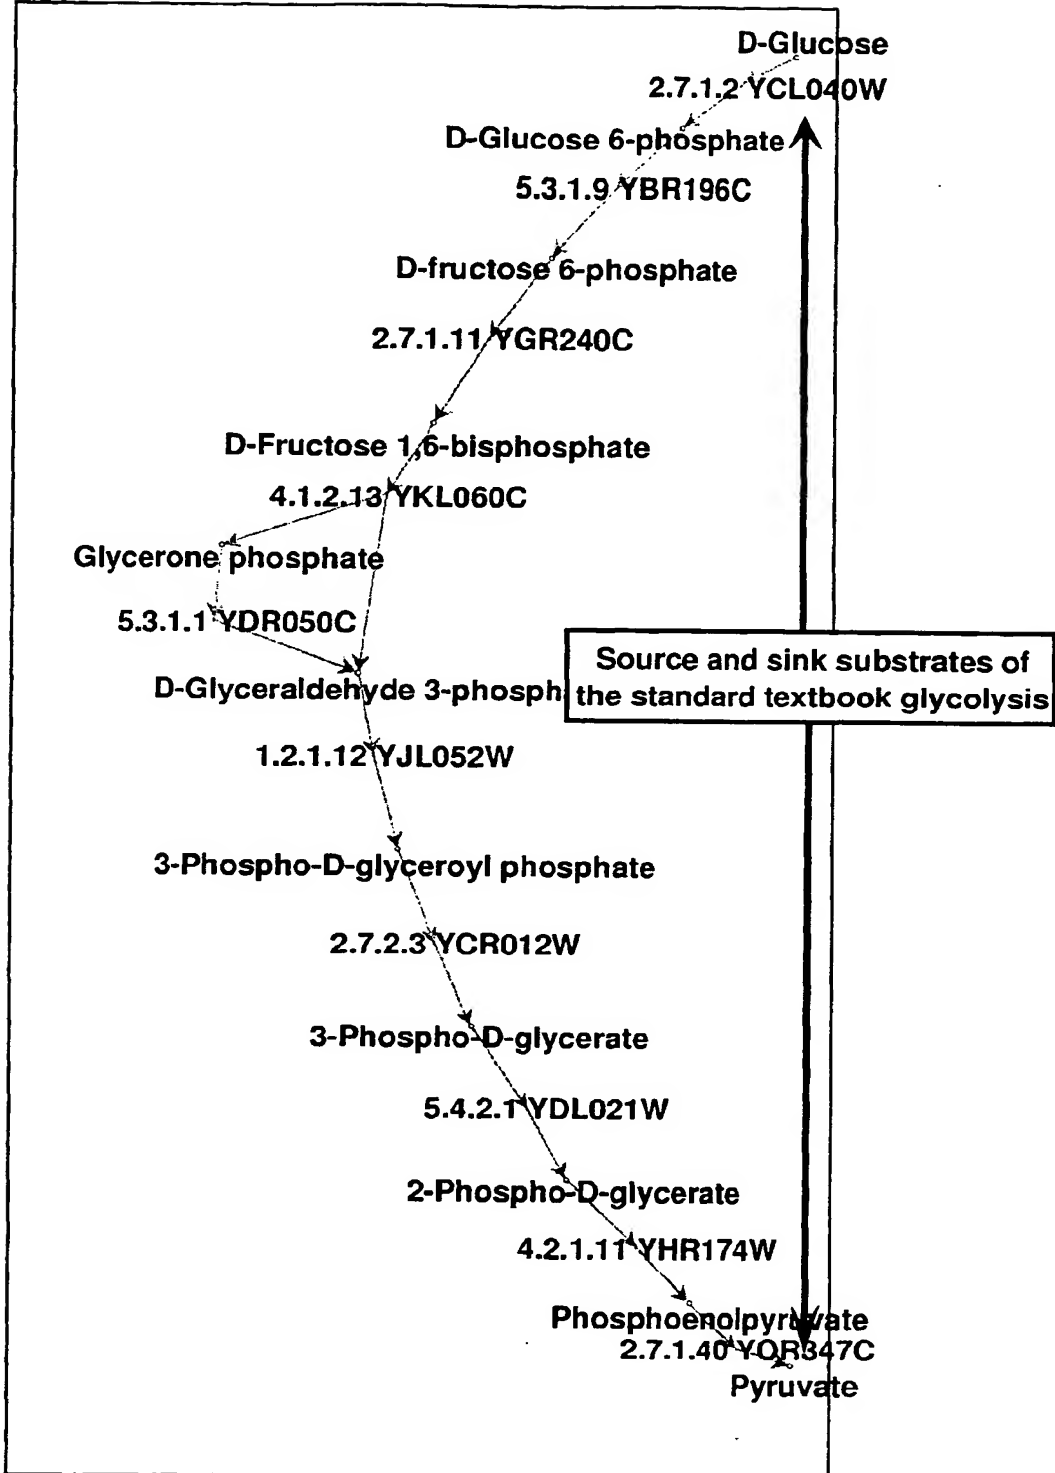 D-Glucose
2.7.1.2 YCL040W
D-Glucose 6-phosphate
5.3.1.9 YBR196C
D-fructose 6-phosphate
2.7.1.11 YGR240C
D-Fructose 1,6-bisphosphate
4.1.2.13 YKL060C
Glycerone phosphate
5.3.1.1 YDR050C
Source and sink substrates of
the standard textbook glycolysis
D-Glyceraldehyde 3-phosph
1.2.1.12 YJL052W
3-Phospho-D-glyceroyl phosphate
2.7.2.3 YCR012W
3-Phospho-D-glycerate
5.4.2.1 YDL021W
2-Phospho-D-glycerate
4.2.1.11 YHR174W
Phosphoenolpyruvate
2.7.1.40 YOR347C
Pyruvate